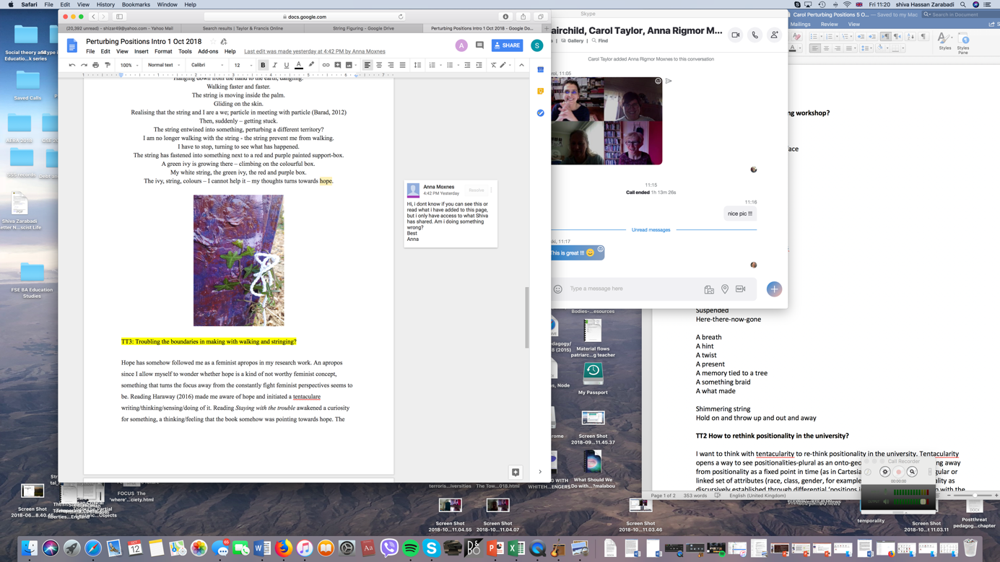 Safari File Edit View History Bookmarks Window Help
Fri 11:20 shiva Hassan Zarabadi
docs.google.com
(20,392 unread) - shizar49@yahoo.com - Yahoo Mail
Search results | Taylor & Francis Online
String Figuring - Google Drive
Perturbing Positions Intro 1 Oct 2018 - Google Do...
Perturbing Positions Intro 1 Oct 2018
File Edit View Insert Format Tools Add-ons Help
Last edit was made yesterday at 4:42 PM by Anna Moxnes
A
SHARE
S
100%
Normal text
Calibri
12
B I U A
Hanging down from the hand to the earth, dangling.
Walking faster and faster.
The string is moving inside the palm.
Gliding on the skin.
Realising that the string and I are a we; particle in meeting with particle (Barad, 2012)
Then, suddenly – getting stuck.
The string entwined into something, perturbing a different territory?
I am no longer walking with the string - the string prevent me from walking.
I have to stop, turning to see what has happened.
The string has fastened into something next to a red and purple painted support-box.
A green ivy is growing there – climbing on the colourful box.
My white string, the green ivy, the red and purple box.
The ivy, string, colours – I cannot help it – my thoughts turns towards hope.
TT3: Troubling the boundaries in making with walking and stringing?
Hope has somehow followed me as a feminist apropos in my research work. An apropos
since I allow myself to wonder whether hope is a kind of not worthy feminist concept,
something that turns the focus away from the constantly fight feminist perspectives seems to
be. Reading Haraway (2016) made me aware of hope and initiated a tentaculare
writing/thinking/sensing/doing of it. Reading Staying with the trouble awakened a curiosity
for something, a thinking/feeling that the book somehow was pointing towards hope. The
Anna Moxnes
4:42 PM Yesterday
Resolve
Hi, i dont know if you can see this or
read what i have added to this page,
but i only have access to what Shiva
has shared. Am i doing something
wrong?
Best
Anna
Skype
airchild, Carol Taylor, Anna Rigmor M...
Gallery | Find
Carol Taylor added Anna Rigmor Moxnes to this conversation
rol, 11:05
11:15
Call ended 1h 13m 26s
11:16
nice pic !!!
Unread messages
kki, 11:17
This is great !!!
Type a message here
Carol Perturbing Positions 5 O...
— Saved to my Mac
Search in Document
Mailings Review View
Styles
Styles Pane
ng workshop?
face
Suspended
Here-there-now-gone
A breath
A hint
A twist
A present
A memory tied to a tree
A something braid
A what made
Shimmering string
Hold on and throw up and out and away
TT2 How to rethink positionality in the university?
I want to think with tentacularity to re-think positionality in the university. Tentacularity
opens a way to see positionalities-plural as an onto-ge
ing away
from positionality as a fixed point in time (as in Cartesia
gular or
linked set of attributes (race, class, gender, for example
nality as
discursively established through differential 'positions i
Call Recorder
00:00:00
Page 1 of 2 353 words English (United Kingdom)
Social theory and
Educatio...k series
Saved Calls
AERA 2018
SSS records
PDF
Shiva Zarabadi
etter N...scist Life
FSE BA Education
Studies
Screen Shot
2018-06...8.40.
FOCUS The
'where'...ciety.html
Bodies-...esources
Material flows
patriarc...g teacher
My Passport
Screen Shot
2018-09...11.45.37
What Should We
Do with...?malabou
terroris...iversities
The Tow...018.html
Screen Shot
2018-1...11.04.55
Screen Shot
2018-1...11.04.07
Screen Shot
2018-1...11.03.46
temporality
Screen Shot
2018-1...11.03.11
DOCX
Postthreat
pedagog...chapter
OCT
12